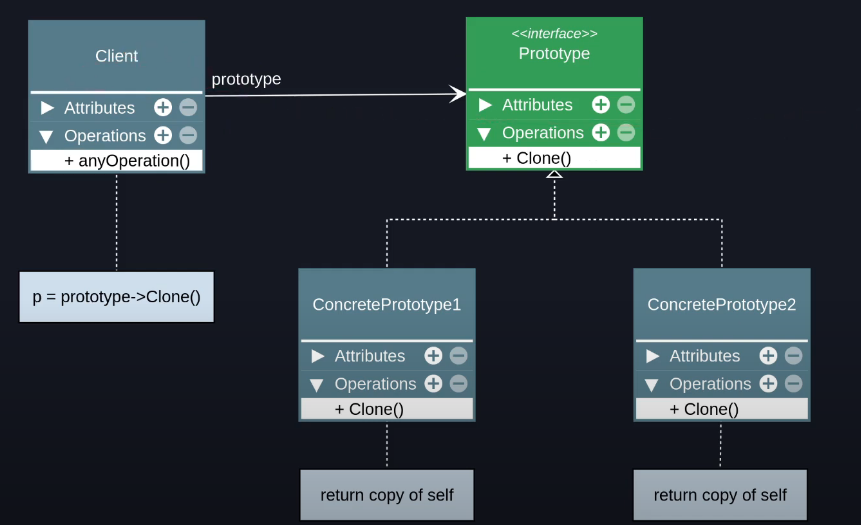 Client
Attributes
Operations
+ anyOperation()
prototype
<<interface>>
Prototype
Attributes
Operations
+ Clone()
p = prototype->Clone()
ConcretePrototype1
Attributes
Operations
+ Clone()
return copy of self
ConcretePrototype2
Attributes
Operations
+ Clone()
return copy of self